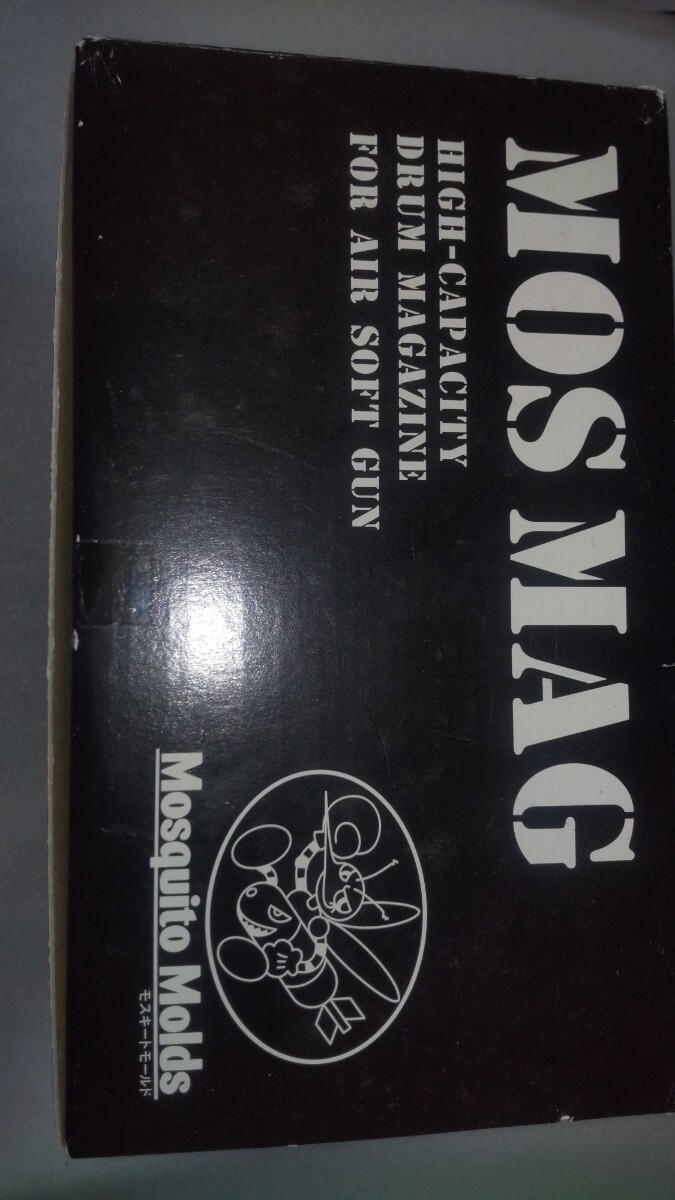 MOS MAG
HIGH-CAPACITY
DRUM MAGAZINE
FOR AIR SOFT GUN
Mosquito Molds
モスキートモールド